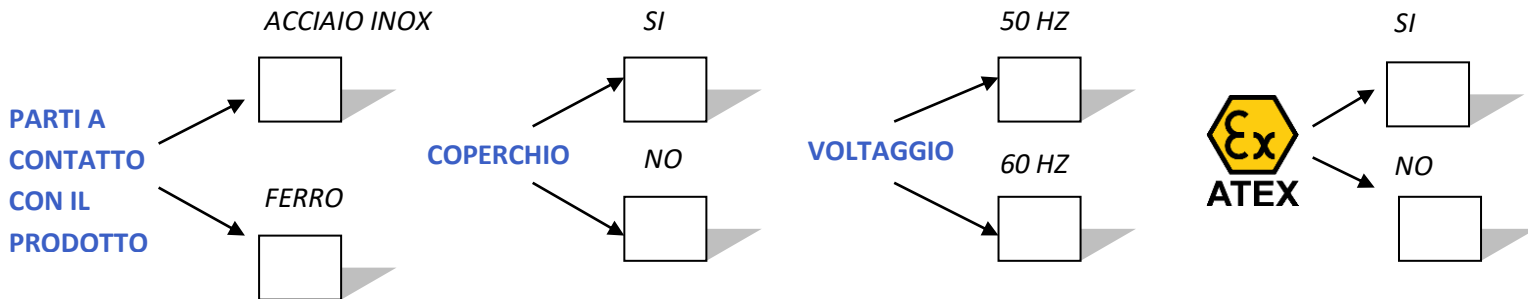 ACCIAIO INOX
SI
50 HZ
SI
PARTI A
CONTATTO
CON IL
PRODOTTO
COPERCHIO
VOLTAGGIO
Ex
ATEX
FERRO
NO
60 HZ
NO